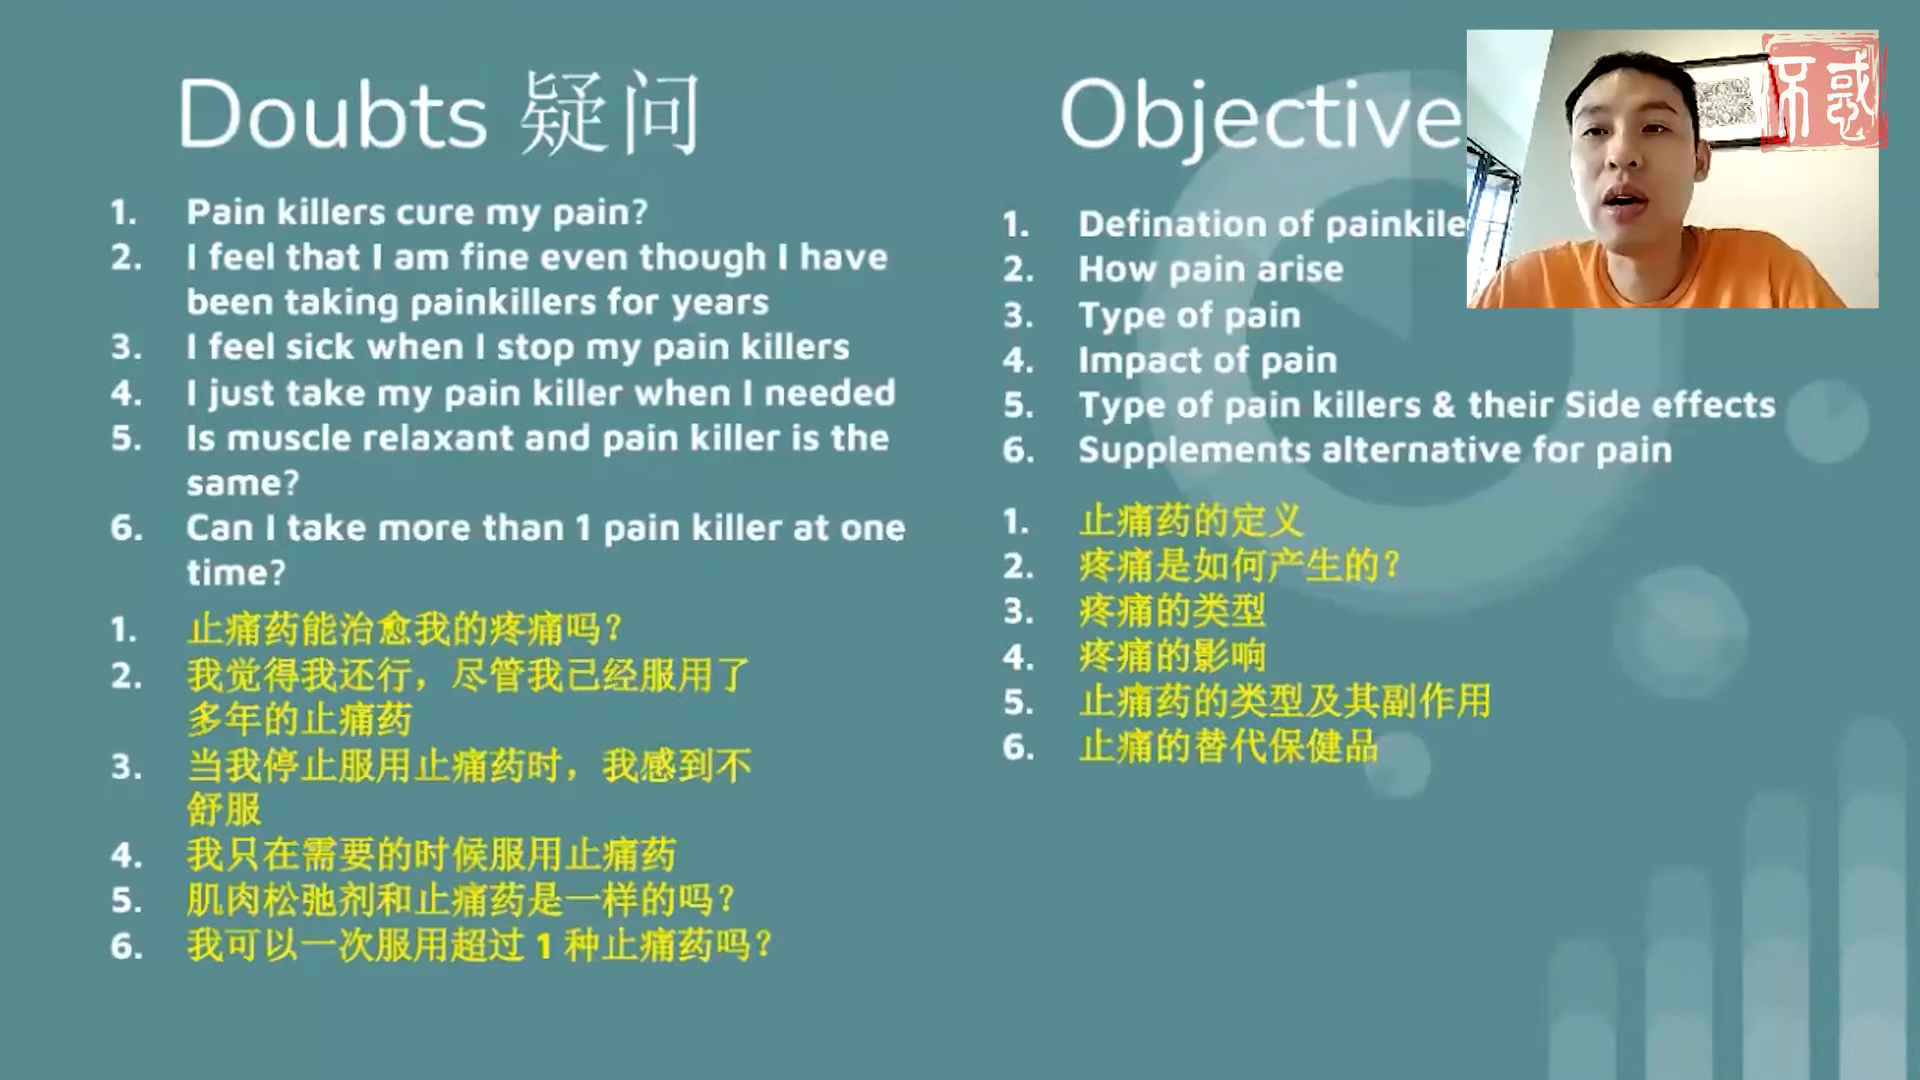 Doubts 疑问
1. Pain killers cure my pain?
2. I feel that I am fine even though I have
been taking painkillers for years
3. I feel sick when I stop my pain killers
4. I just take my pain killer when I needed
5. Is muscle relaxant and pain killer is the
same?
6. Can I take more than 1 pain killer at one
time?
1. 止痛药能治愈我的疼痛吗？
2. 我觉得我还行，尽管我已经服用了
多年的止痛药
3. 当我停止服用止痛药时，我感到不
舒服
4. 我只在需要的时候服用止痛药
5. 肌肉松弛剂和止痛药是一样的吗？
6. 我可以一次服用超过 1 种止痛药吗？
Objective
1. Defination of painkile
2. How pain arise
3. Type of pain
4. Impact of pain
5. Type of pain killers & their Side effects
6. Supplements alternative for pain
1. 止痛药的定义
2. 疼痛是如何产生的？
3. 疼痛的类型
4. 疼痛的影响
5. 止痛药的类型及其副作用
6. 止痛的替代保健品
不惑